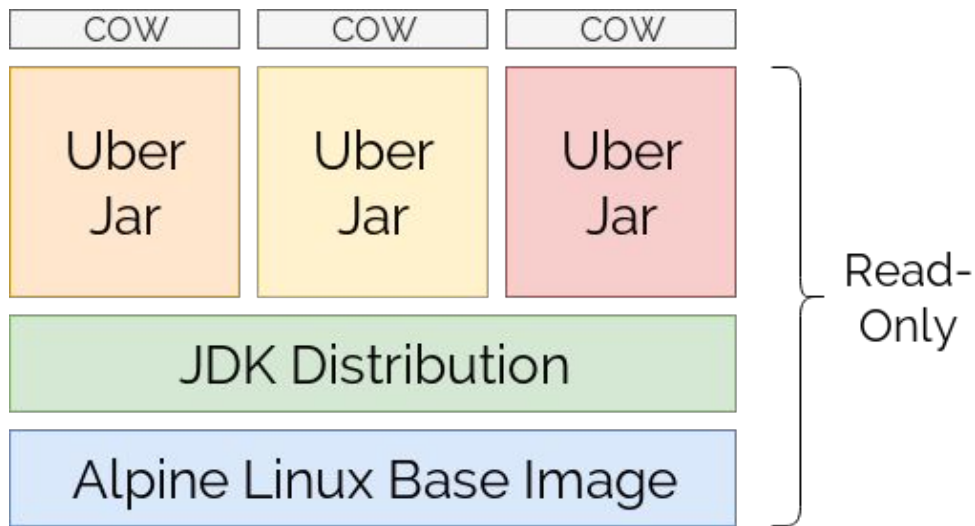 COW COW COW
Uber Uber Uber
Jar Jar Jar
Read-
Only
JDK Distribution
Alpine Linux Base Image